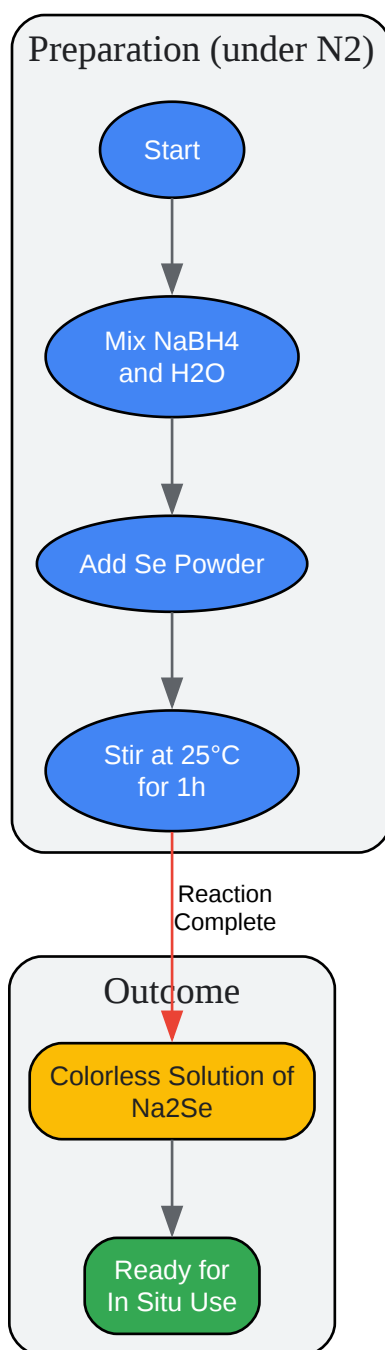 Preparation (under N2)
Start
Mix NaBH4
and H2O
Add Se Powder
Stir at 25°C
for 1h
Reaction
Complete
Outcome
Colorless Solution of
Na2Se
Ready for
In Situ Use